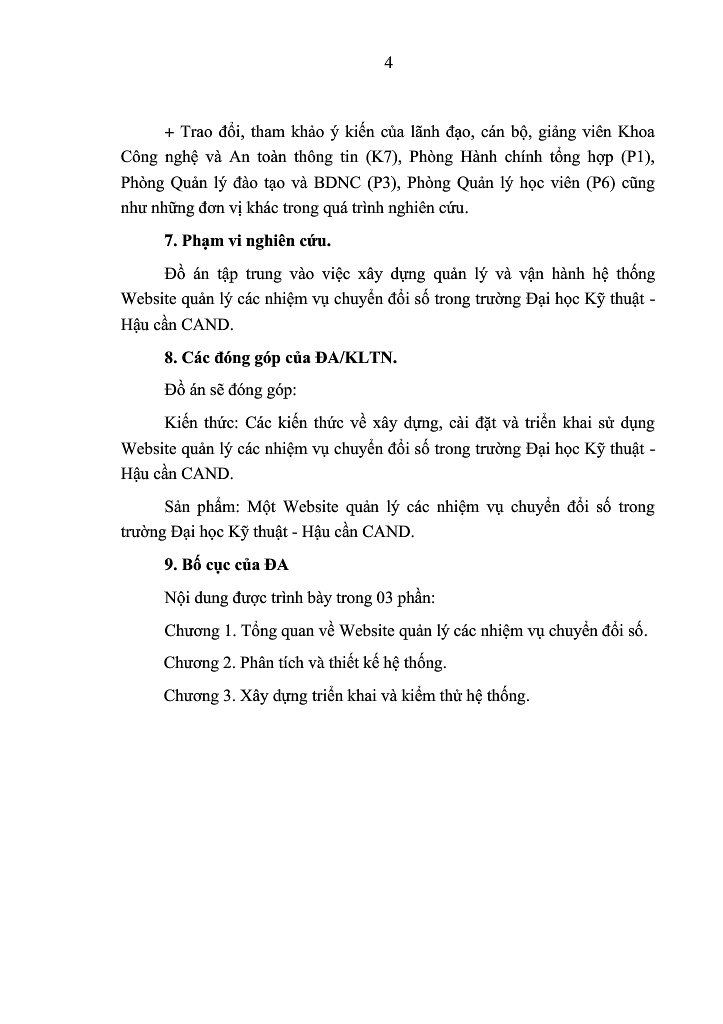 4
+ Trao đổi, tham khảo ý kiến của lãnh đạo, cán bộ, giảng viên Khoa
Công nghệ và An toàn thông tin (K7), Phòng Hành chính tổng hợp (P1),
Phòng Quản lý đào tạo và BDNC (P3), Phòng Quản lý học viên (P6) cũng
như những đơn vị khác trong quá trình nghiên cứu.
7. Phạm vi nghiên cứu.
Đồ án tập trung vào việc xây dựng quản lý và vận hành hệ thống
Website quản lý các nhiệm vụ chuyển đổi số trong trường Đại học Kỹ thuật -
Hậu cần CAND.
8. Các đóng góp của ĐA/KLTN.
Đồ án sẽ đóng góp:
Kiến thức: Các kiến thức về xây dựng, cài đặt và triển khai sử dụng
Website quản lý các nhiệm vụ chuyển đổi số trong trường Đại học Kỹ thuật -
Hậu cần CAND.
Sản phẩm: Một Website quản lý các nhiệm vụ chuyển đổi số trong
trường Đại học Kỹ thuật - Hậu cần CAND.
9. Bố cục của ĐA
Nội dung được trình bày trong 03 phần:
Chương 1. Tổng quan về Website quản lý các nhiệm vụ chuyển đổi số.
Chương 2. Phân tích và thiết kế hệ thống.
Chương 3. Xây dựng triển khai và kiểm thử hệ thống.